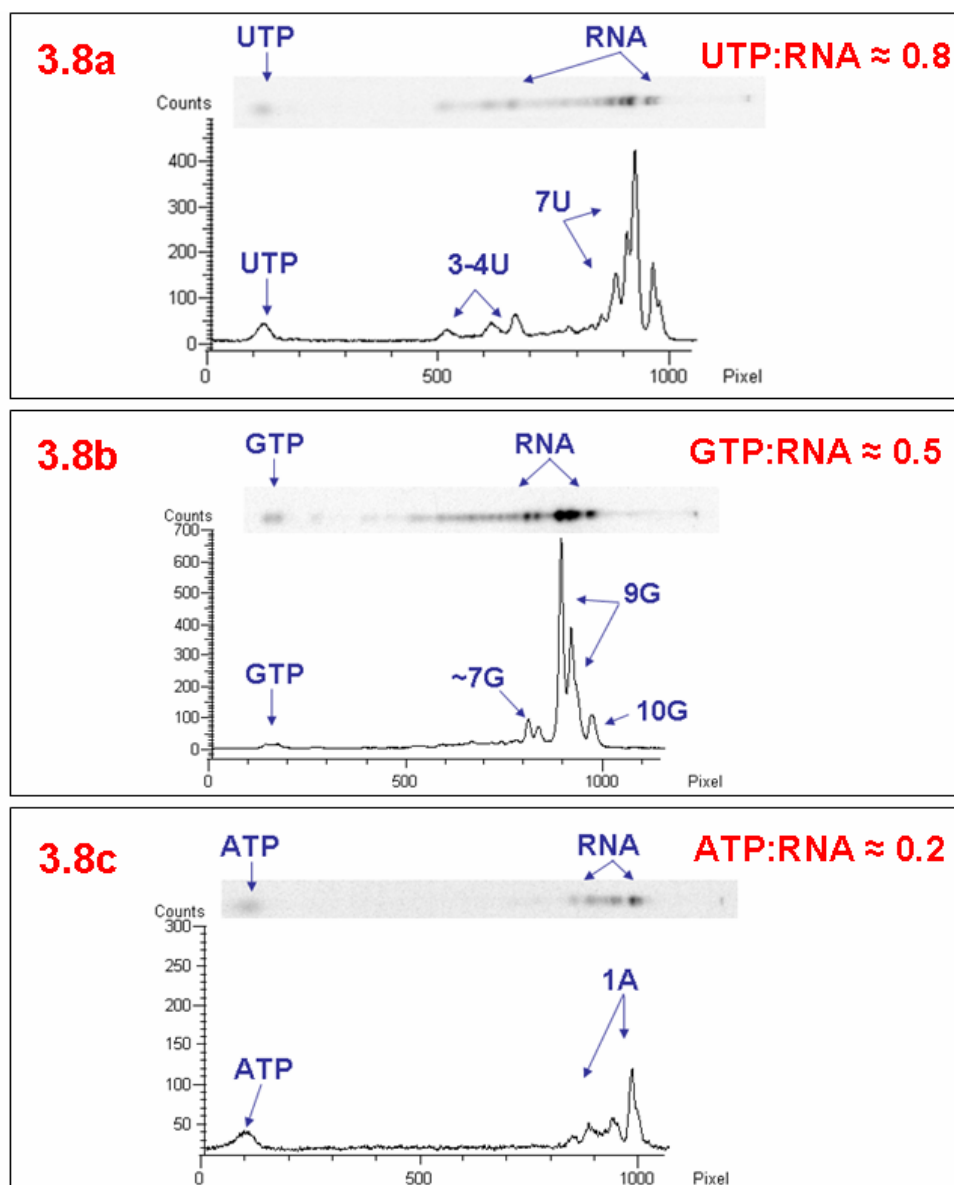 3.8a
UTP
RNA
UTP:RNA ≈ 0.8
Counts
400
300
200
100
0
7U
3-4U
UTP
0
500
1000
Pixel
3.8b
GTP
RNA
GTP:RNA ≈ 0.5
Counts
700
600
500
400
300
200
100
0
9G
~7G
GTP
10G
0
500
1000
Pixel
3.8c
ATP
RNA
ATP:RNA ≈ 0.2
Counts
300
250
200
150
100
50
1A
ATP
0
500
1000
Pixel